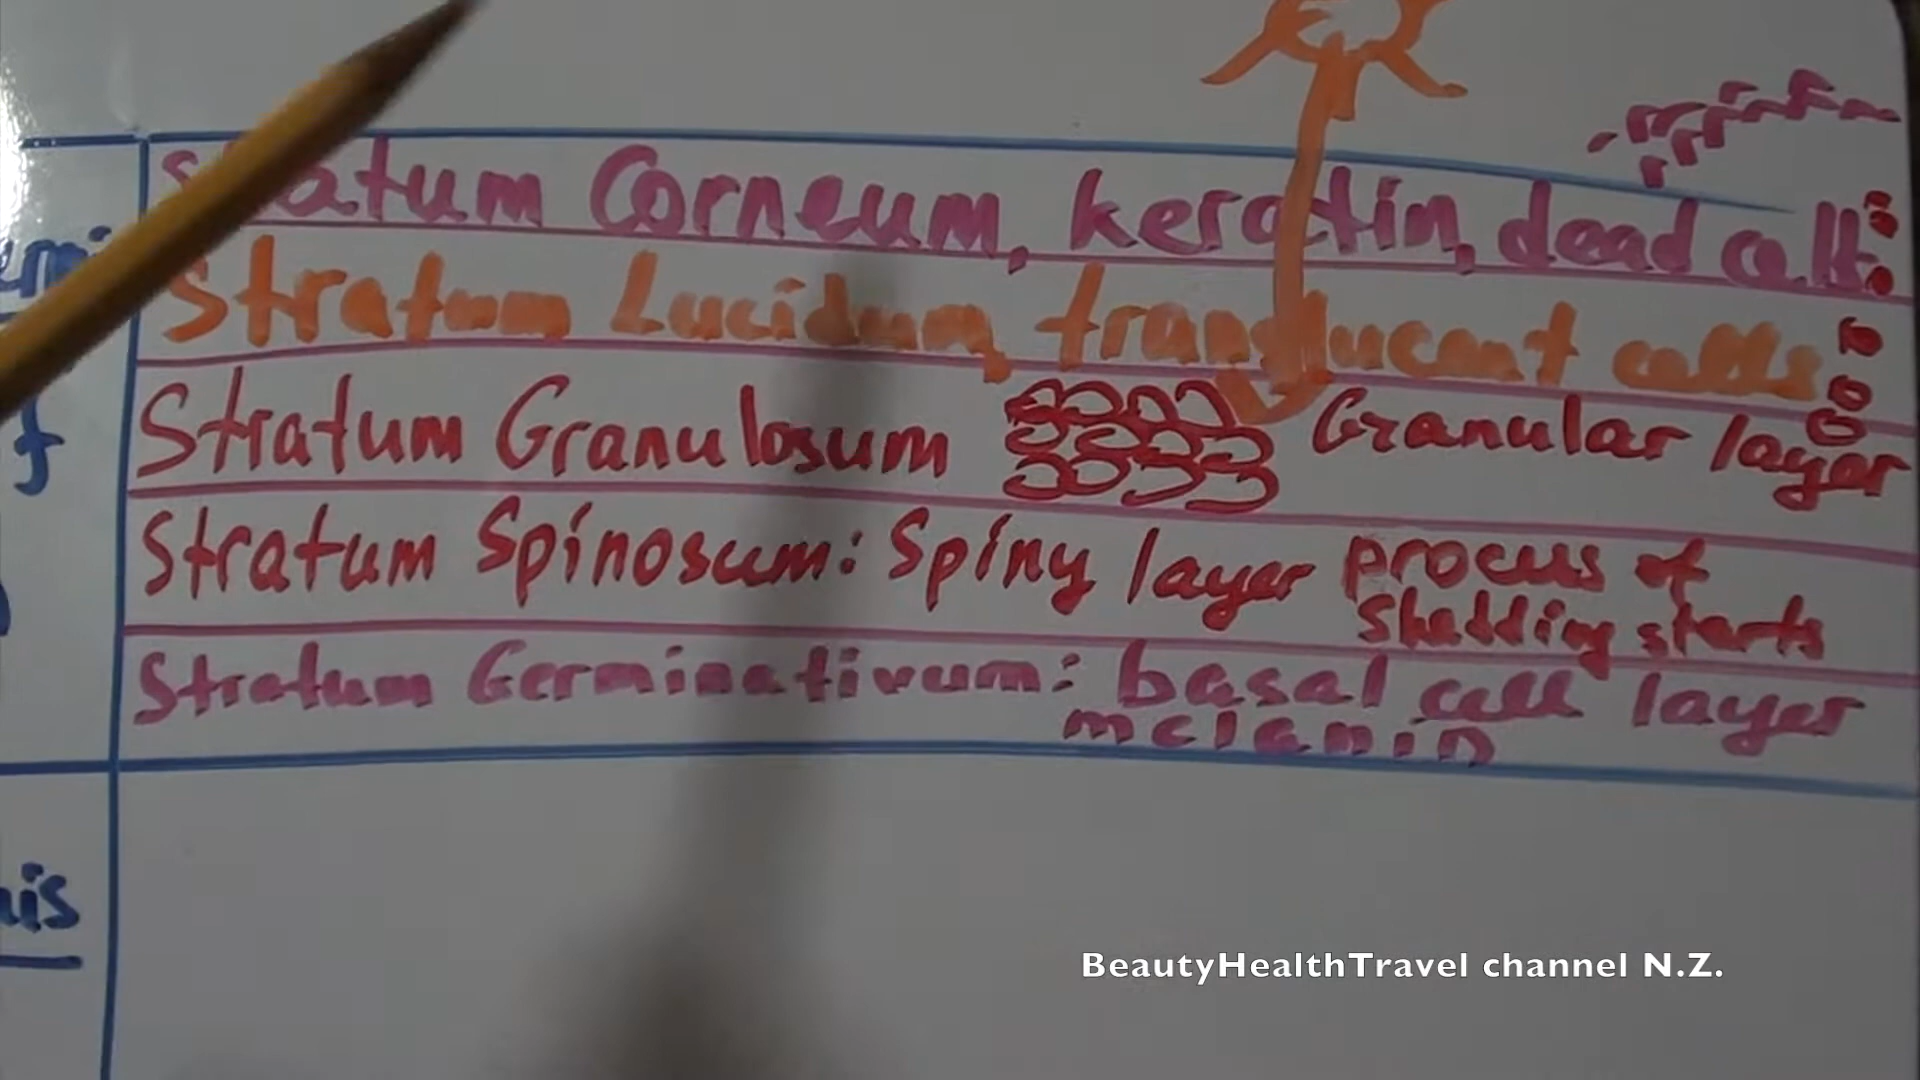 Stratum Corneum, keratin, dead cells
Stratum Lucidum, translucent cells
Stratum Granulosum Granular layer
Stratum Spinosum: Spiny layer process of
Shedding starts
Stratum Germinativum: basal cell layer
melanin
BeautyHealthTravel channel N.Z.